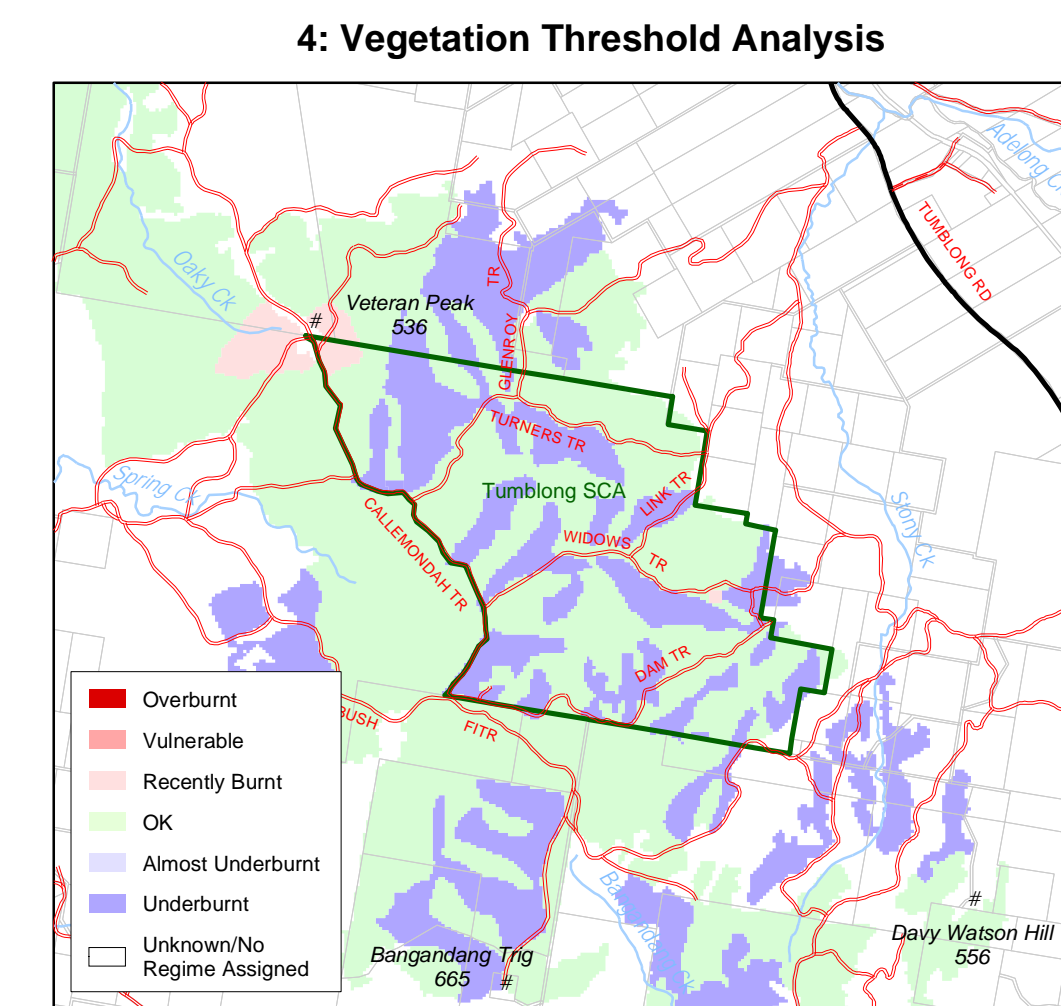 4: Vegetation Threshold Analysis
Adelong Ck
TUMBLONG RD
Oaky Ck
Veteran Peak
536
#
GLENROY TR
TURNERS TR
Tumblong SCA
LINK TR
Spring Ck
CALLEMONDAH TR
WIDOWS TR
Stony Ck
DAM TR
BUSH
FITR
Overburnt
Vulnerable
Recently Burnt
OK
Almost Underburnt
Underburnt
Unknown/No
Regime Assigned
Bangandang Trig
665
#
#
Davy Watson Hill
556